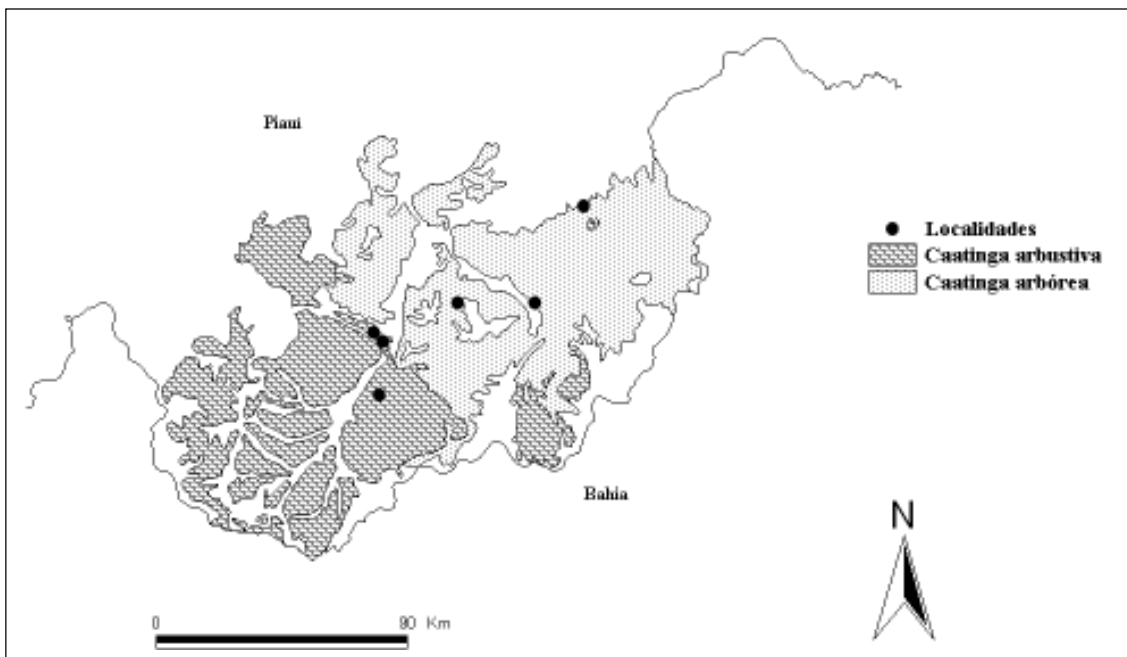 Piauí
Localidades
Caatinga arbustiva
Caatinga arbórea
Bahia
N
0 90 Km